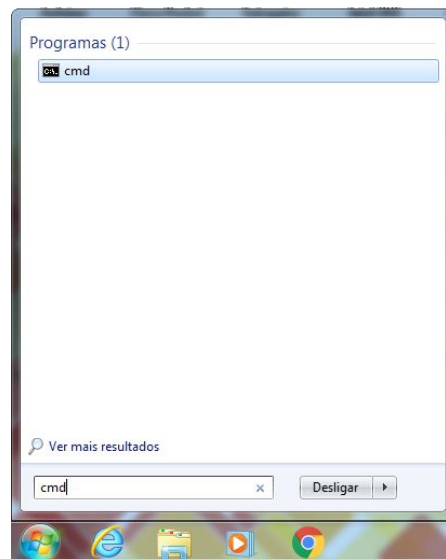 Programas (1)
cmd
Ver mais resultados
cmd
Desligar